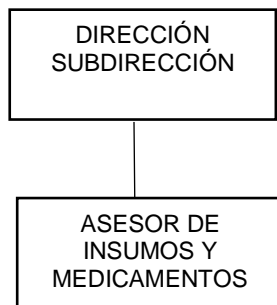 DIRECCIÓN
SUBDIRECCIÓN
ASESOR DE
INSUMOS Y
MEDICAMENTOS